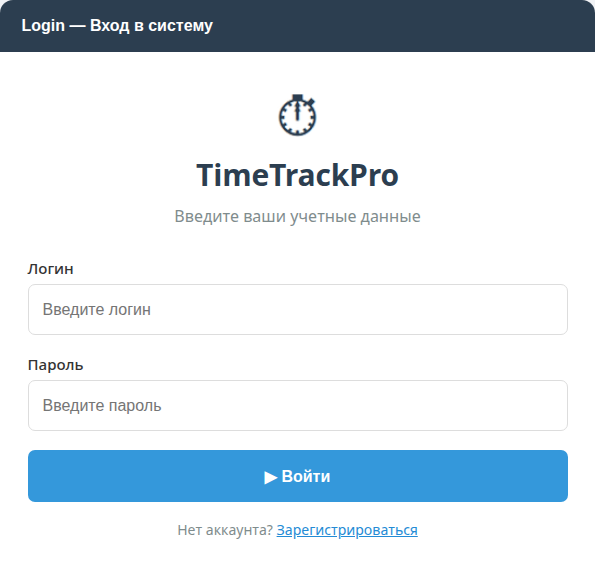 Login — Вход в систему
TimeTrackPro
Введите ваши учетные данные
Логин
Введите логин
Пароль
Введите пароль
▶ Войти
Нет аккаунта? Зарегистрироваться